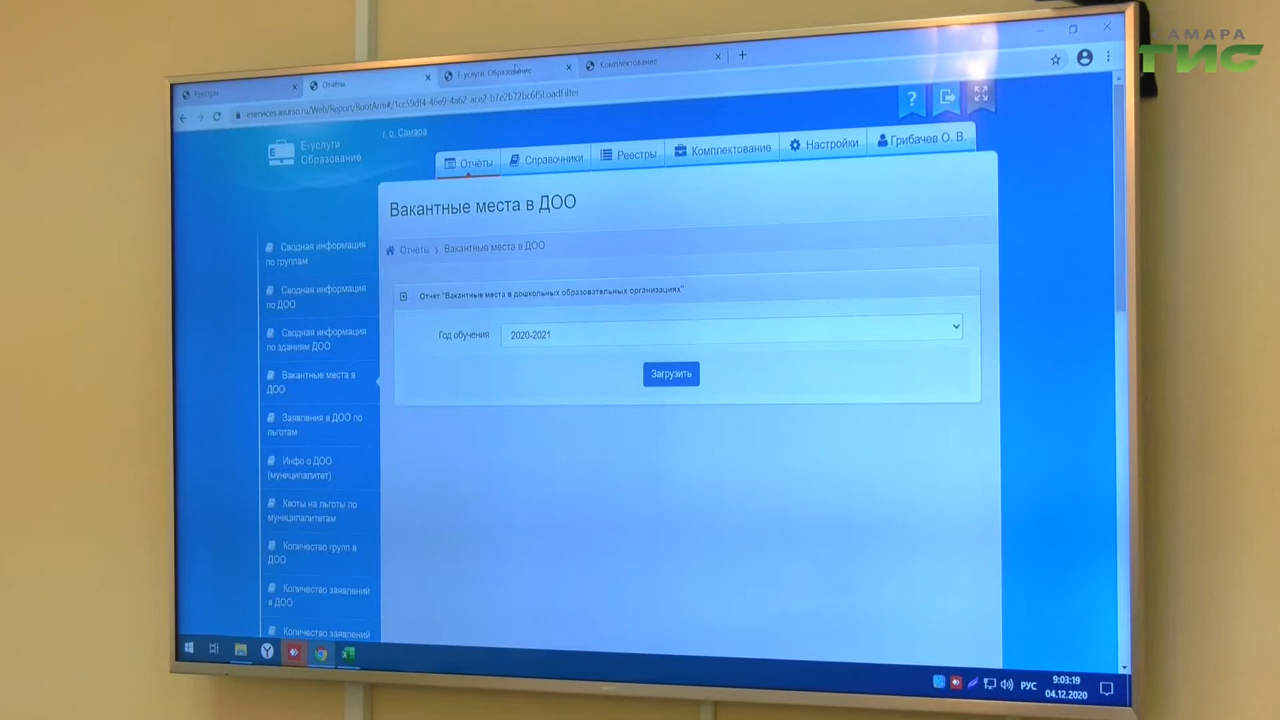 САМАРА
ТИС
Реестры
Отчёты
Е-услуги. Образование
Комплектование
eservices.asurso.ru/Web/Report/RootArm#/1cc59df4-46e9-4a62-ace2-b7e2b72bc6f5LoadFilter
Е-услуги
Образование
г. о. Самара
Отчёты
Справочники
Реестры
Комплектование
Настройки
Грибачев О. В.
Вакантные места в ДОО
Отчёты > Вакантные места в ДОО
Отчет "Вакантные места в дошкольных образовательных организациях"
Год обучения
2020-2021
Загрузить
Сводная информация
по группам
Сводная информация
по ДОО
Сводная информация
по зданиям ДОО
Вакантные места в
ДОО
Заявления в ДОО по
льготам
Инфо о ДОО
(муниципалитет)
Квоты на льготы по
муниципалитетам
Количество групп в
ДОО
Количество заявлений
в ДОО
Количество заявлений
РУС
9:03:19
04.12.2020